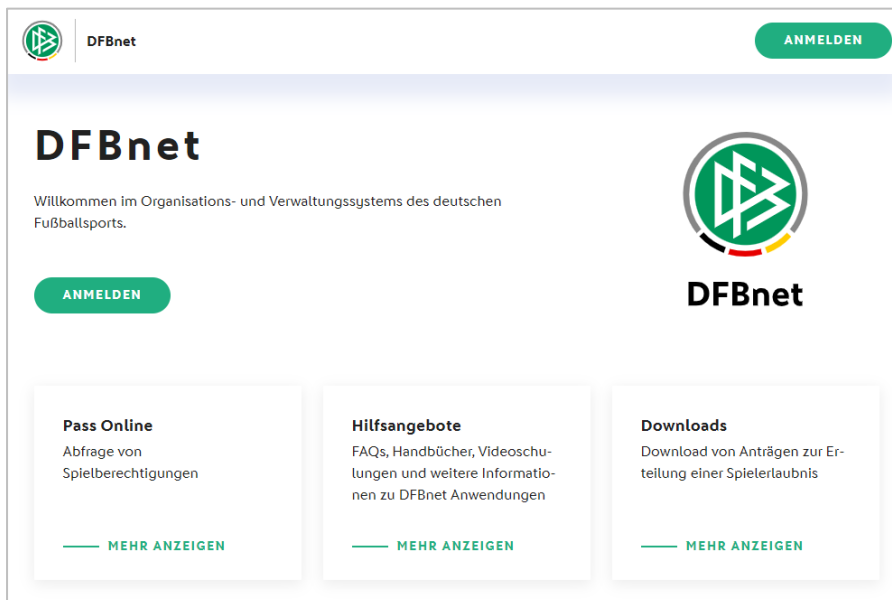 DFBnet
ANMELDEN
DFBnet
Willkommen im Organisations- und Verwaltungssystems des deutschen
Fußballsports.
ANMELDEN
DFBnet
Pass Online
Abfrage von
Spielberechtigungen
MEHR ANZEIGEN
Hilfsangebote
FAQs, Handbücher, Videoschu-
lungen und weitere Informatio-
nen zu DFBnet Anwendungen
MEHR ANZEIGEN
Downloads
Download von Anträgen zur Er-
teilung einer Spielerlaubnis
MEHR ANZEIGEN